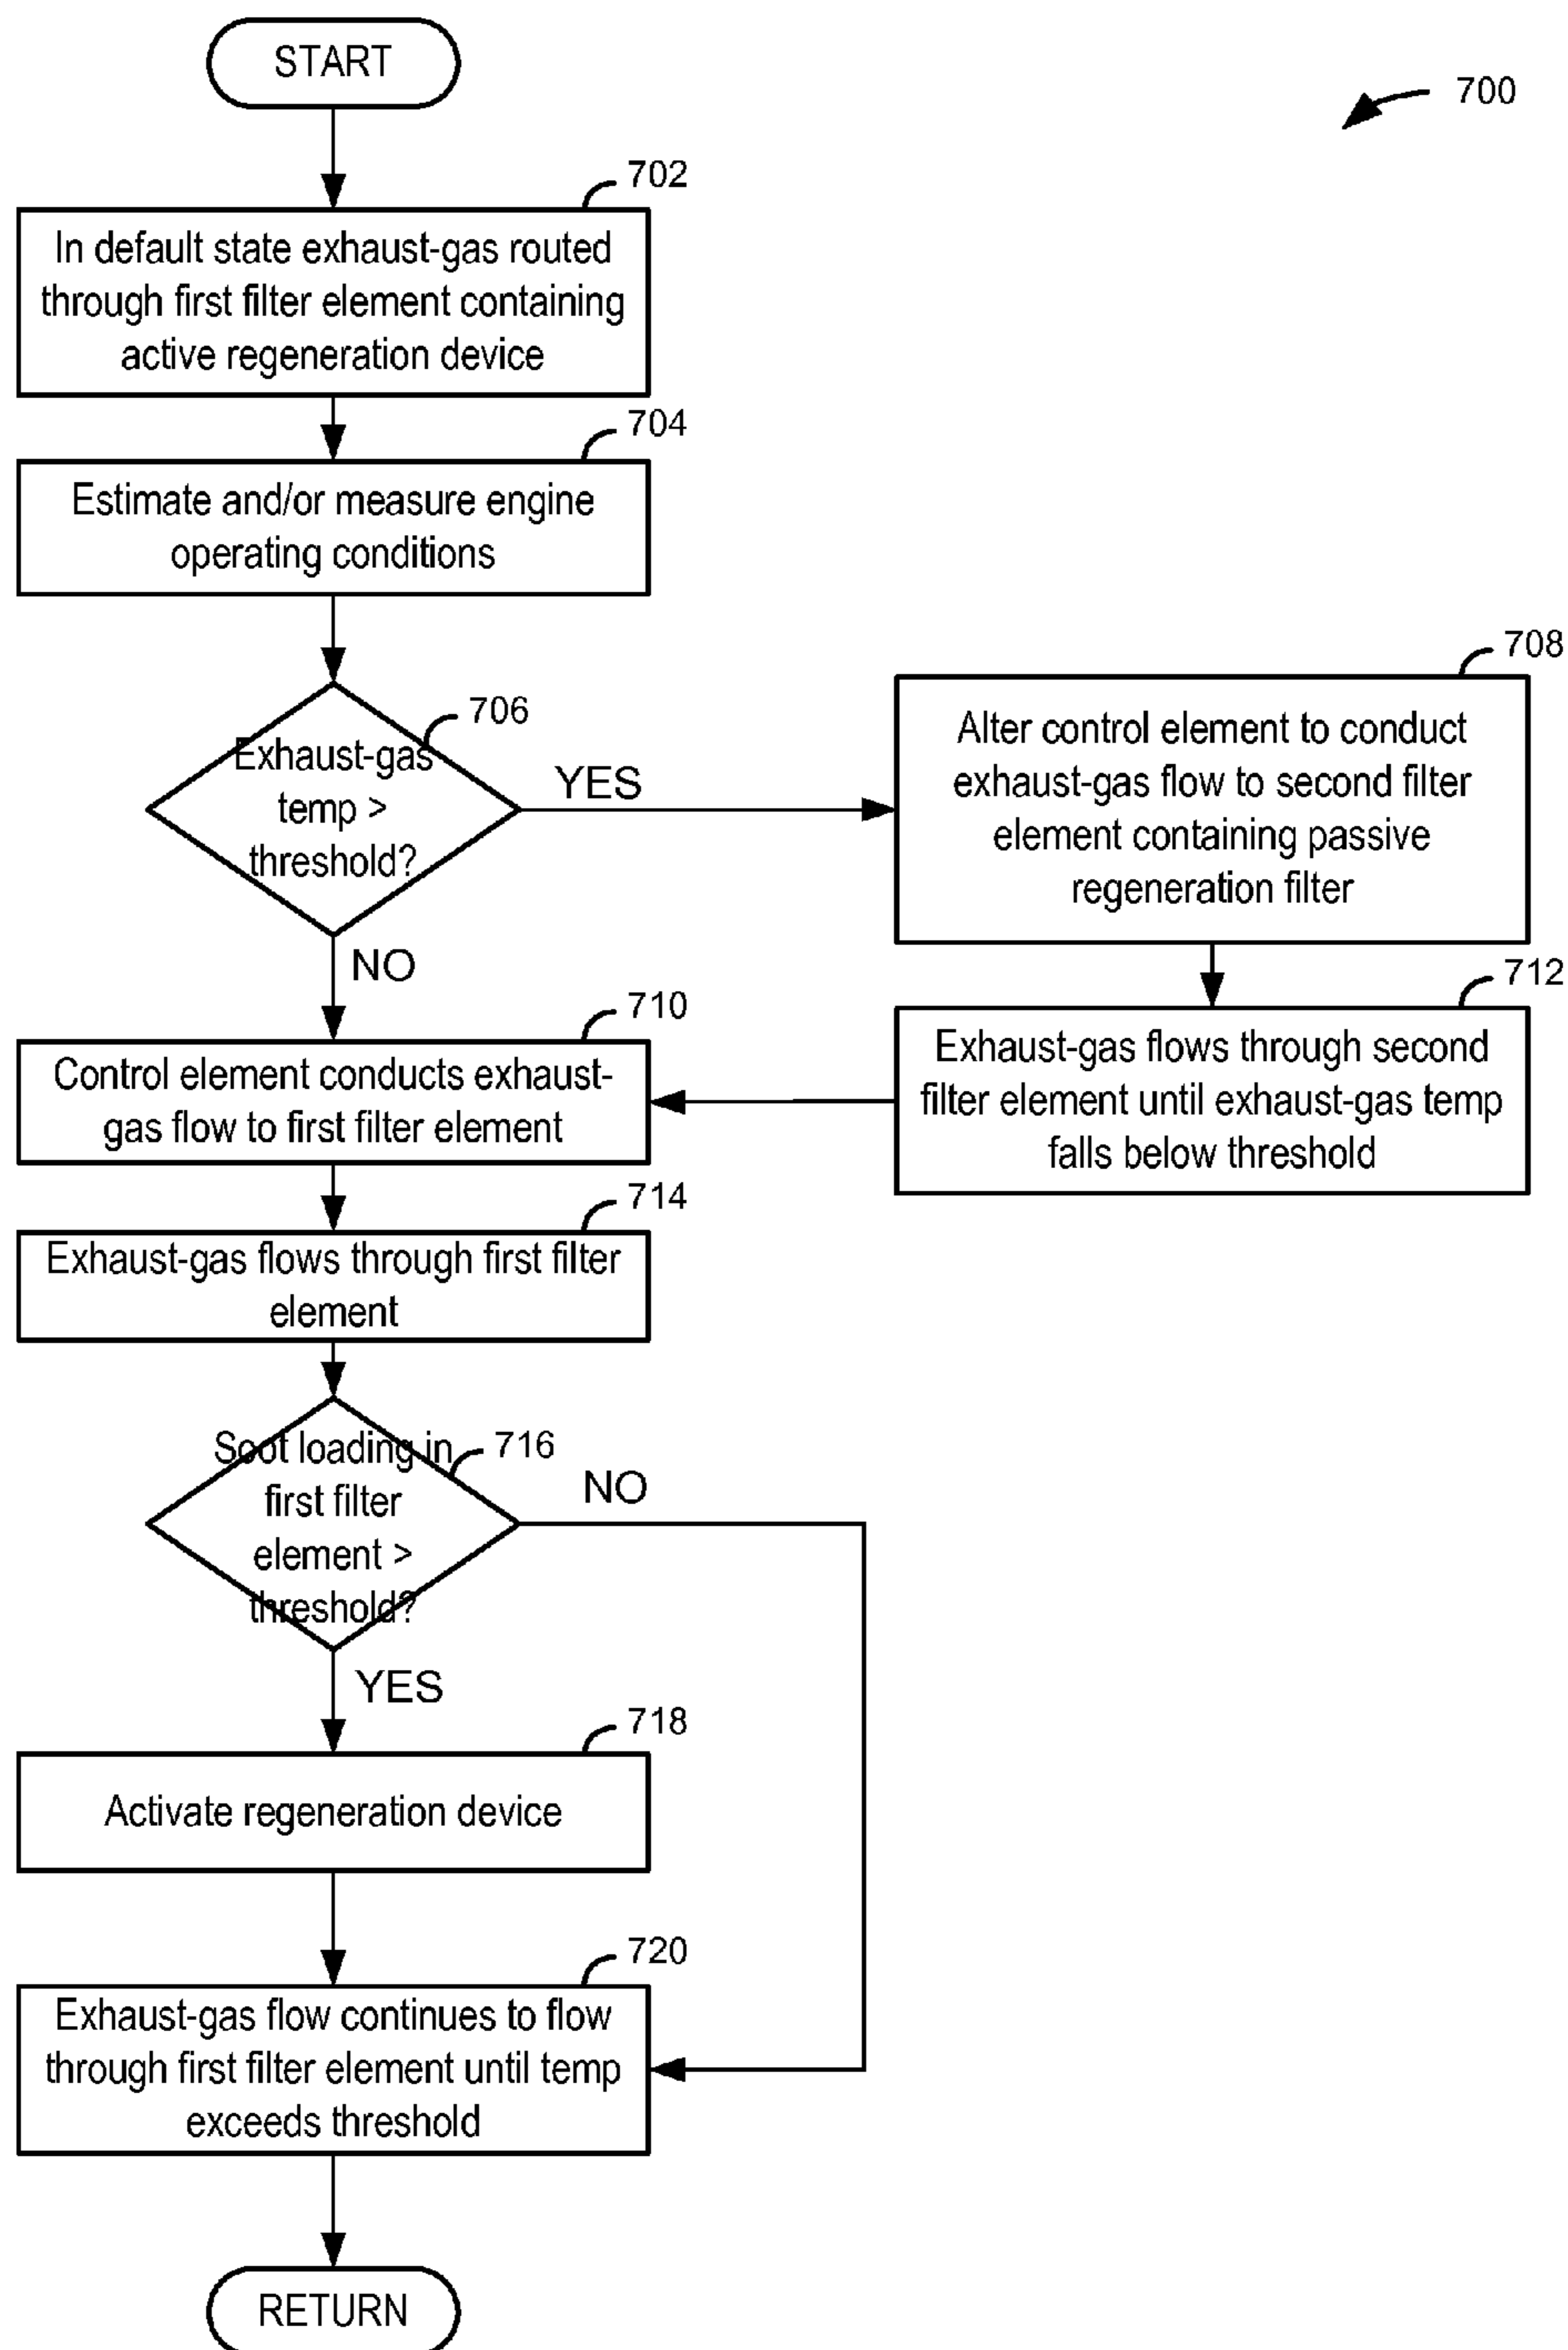 START
700
702
In default state exhaust-gas routed
through first filter element containing
active regeneration device
704
Estimate and/or measure engine
operating conditions
706
Exhaust-gas
temp >
threshold?
YES
NO
708
Alter control element to conduct
exhaust-gas flow to second filter
element containing passive
regeneration filter
712
Exhaust-gas flows through second
filter element until exhaust-gas temp
falls below threshold
710
Control element conducts exhaust-
gas flow to first filter element
714
Exhaust-gas flows through first filter
element
716
Soot loading in
first filter
element >
threshold?
NO
YES
718
Activate regeneration device
720
Exhaust-gas flow continues to flow
through first filter element until temp
exceeds threshold
RETURN